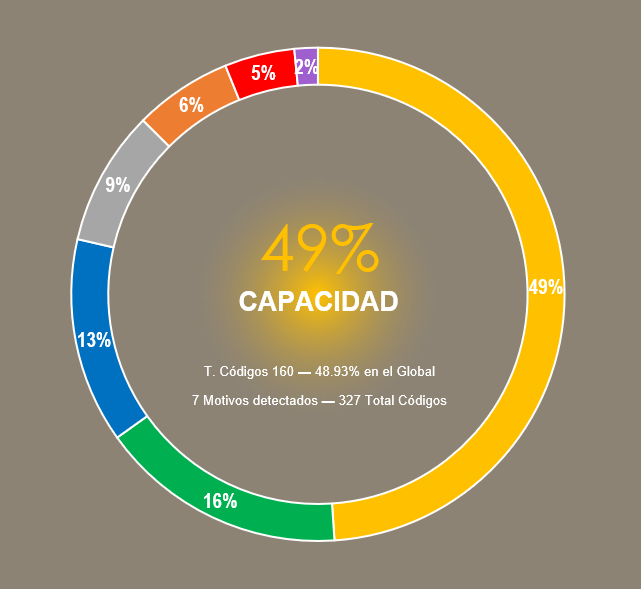 2%
5%
6%
9%
49%
CAPACIDAD
49%
13%
T. Códigos 160 — 48.93% en el Global
7 Motivos detectados — 327 Total Códigos
16%